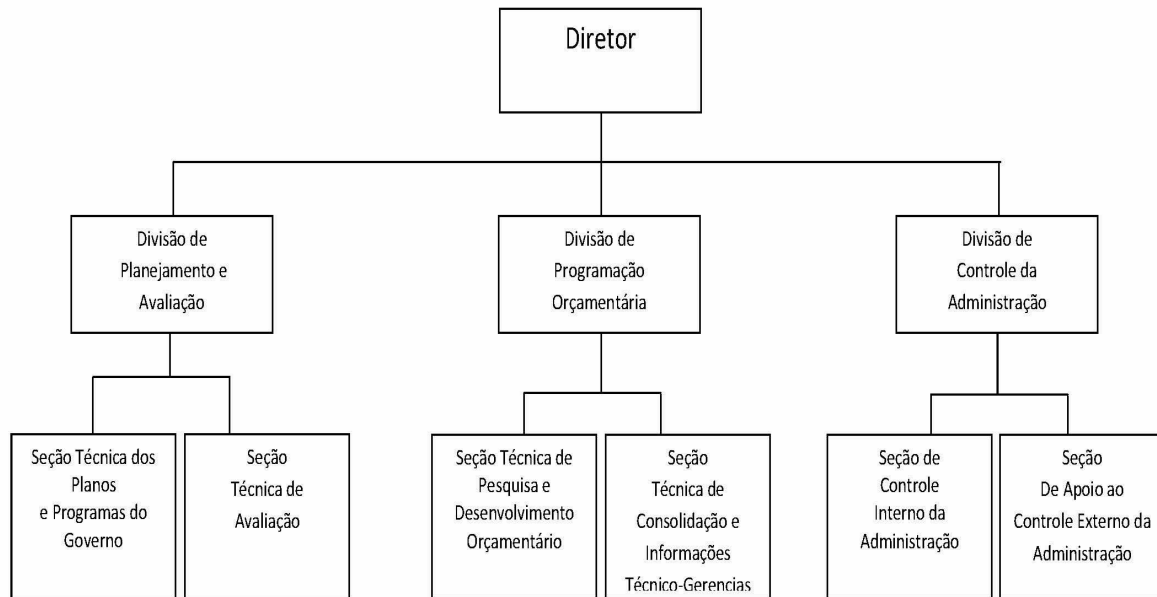 Diretor
Divisão de
Planejamento e
Avaliação
Divisão de
Programação
Orçamentária
Divisão de
Controle da
Administração
Seção Técnica dos
Planos
e Programas do
Governo
Seção
Técnica de
Avaliação
Seção Técnica de
Pesquisa e
Desenvolvimento
Orçamentário
Seção
Técnica de
Consolidação e
Informações
Técnico-Gerencias
Seção de
Controle
Interno da
Administração
Seção
De Apoio ao
Controle Externo da
Administração